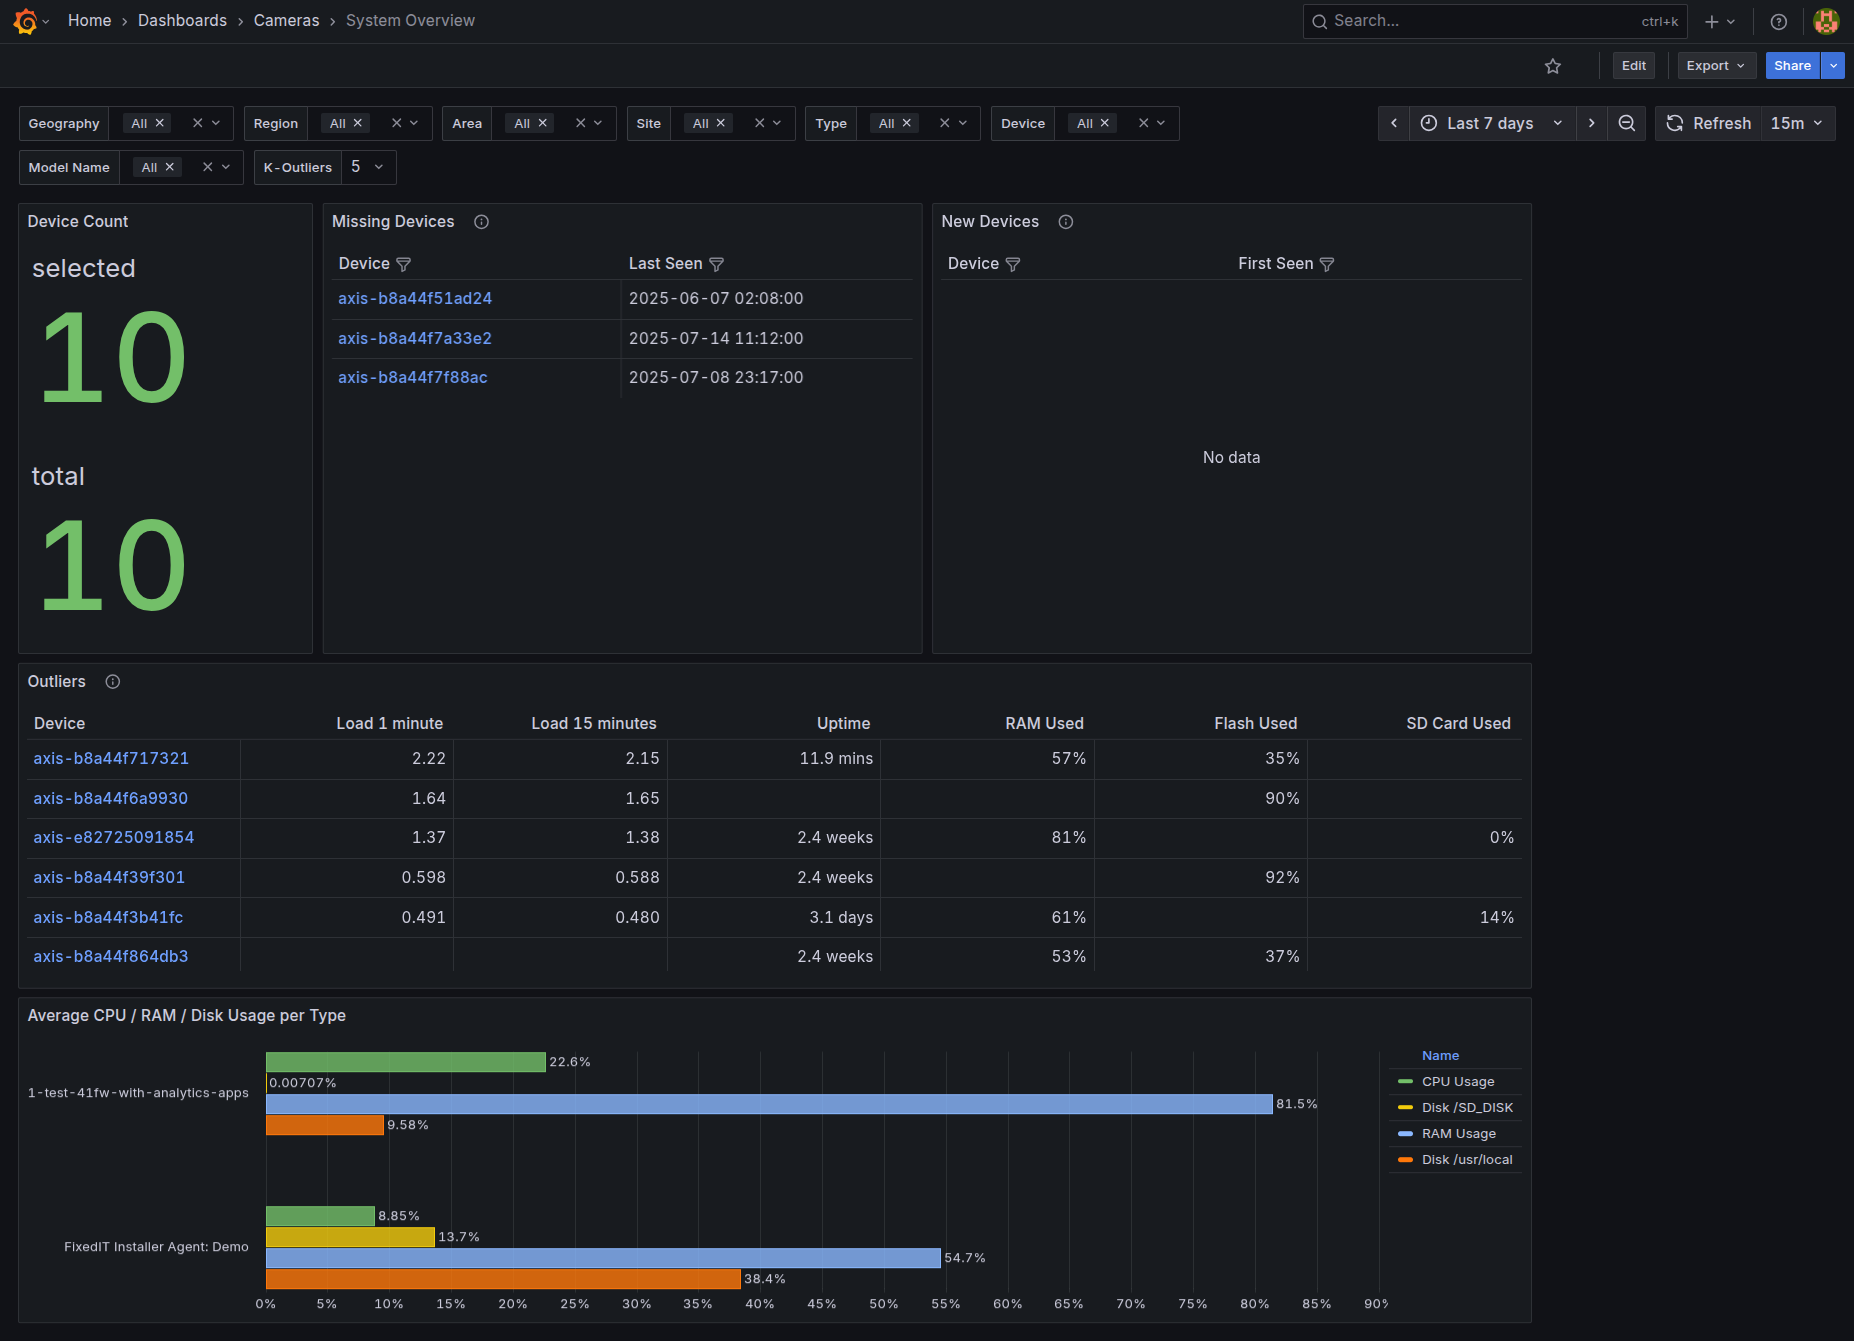 Home › Dashboards › Cameras › System Overview
Search... ctrl+k
Edit Export Share
Geography All Region All Area All Site All Type All Device All Last 7 days Refresh 15m
Model Name All K-Outliers 5
Device Count
selected
10
total
10
Missing Devices
Device Last Seen
axis-b8a44f51ad24 2025-06-07 02:08:00
axis-b8a44f7a33e2 2025-07-14 11:12:00
axis-b8a44f7f88ac 2025-07-08 23:17:00
New Devices
Device First Seen
No data
Outliers
Device Load 1 minute Load 15 minutes Uptime RAM Used Flash Used SD Card Used
axis-b8a44f717321 2.22 2.15 11.9 mins 57% 35%
axis-b8a44f6a9930 1.64 1.65 90%
axis-e82725091854 1.37 1.38 2.4 weeks 81% 0%
axis-b8a44f39f301 0.598 0.588 2.4 weeks 92%
axis-b8a44f3b41fc 0.491 0.480 3.1 days 61% 14%
axis-b8a44f864db3 2.4 weeks 53% 37%
Average CPU / RAM / Disk Usage per Type
1-test-41fw-with-analytics-apps
22.6%
0.00707%
81.5%
9.58%
FixedIT Installer Agent: Demo
8.85%
13.7%
54.7%
38.4%
0% 5% 10% 15% 20% 25% 30% 35% 40% 45% 50% 55% 60% 65% 70% 75% 80% 85% 90%
Name
CPU Usage
Disk /SD_DISK
RAM Usage
Disk /usr/local